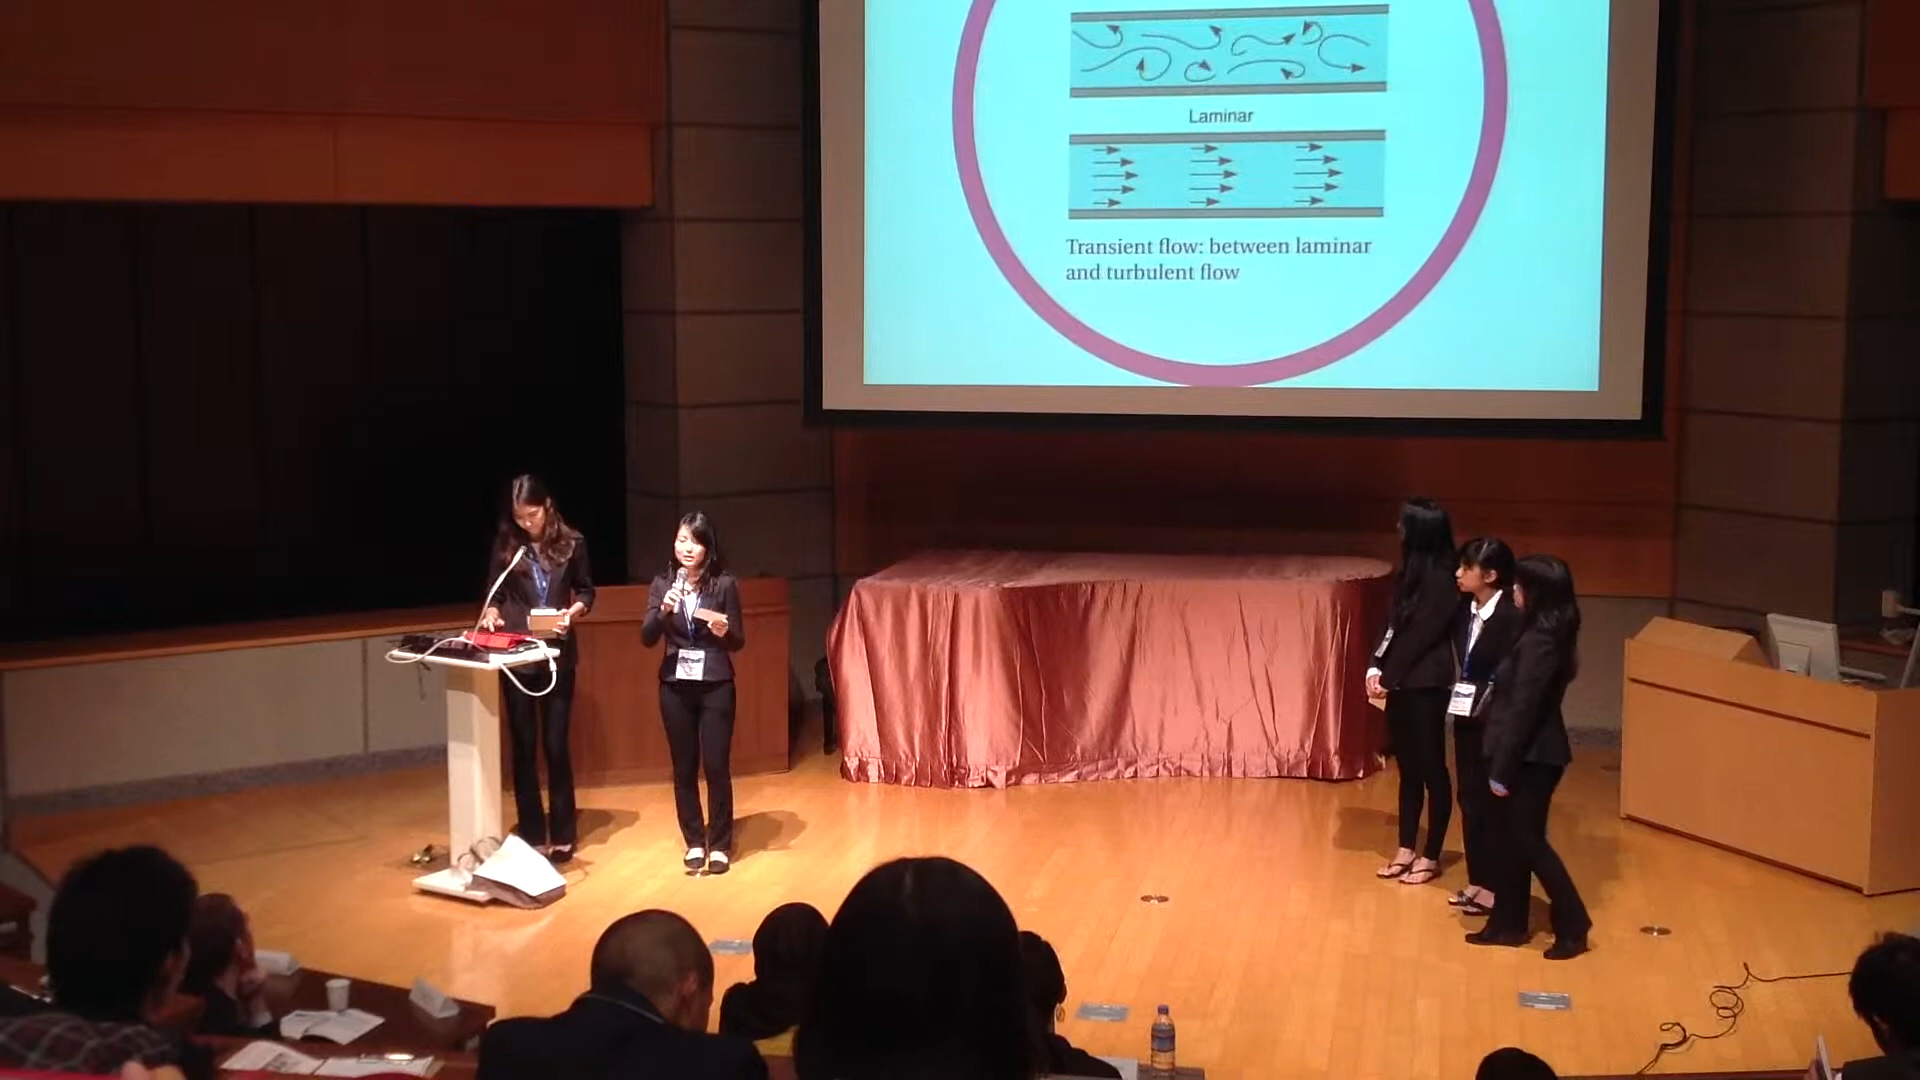 Laminar
Transient flow: between laminar
and turbulent flow